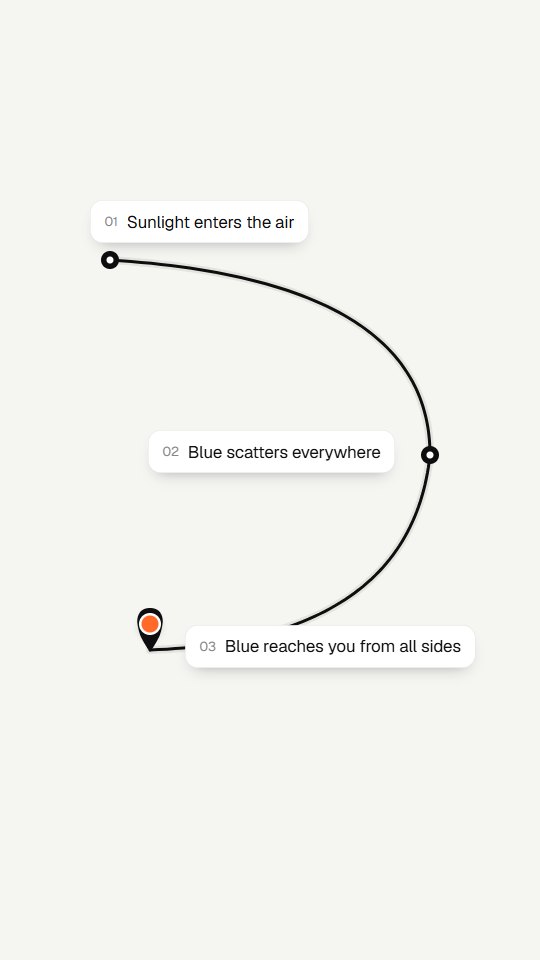 01 Sunlight enters the air
02 Blue scatters everywhere
03 Blue reaches you from all sides